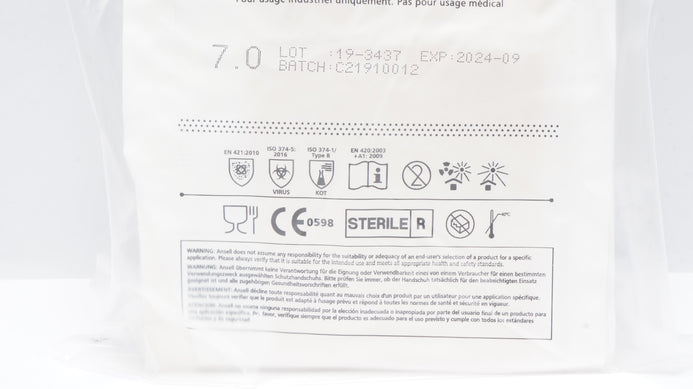 Pour usage industriel uniquement. Pas pour usage médical
7.0 LOT :19-3437 EXP:2024-09
BATCH:C21910012
EN 421:2010 ISO 374-5: 2016 ISO 374-1/ Type B EN 420:2003 +A1: 2009
VIRUS KOT
2
CE 0598 STERILE R 40°C
WARNING: Ansell does not assume any responsibility for the suitability or adequacy of an end-user's selection of a product for a specific
application. Please always verify that it is suitable for the intended use and meets all appropriate health and safety standards.
WARNUNG: Ansell übernimmt keine Verantwortung für die Eignung oder Verwendbarkeit eines von einem Verbraucher für einen bestimmten
Verwendungszweck ausgewählten Schutzhandschuhs. Bitte prüfen Sie immer, ob der Handschuh tatsächlich für den beabsichtigten Einsatz
geeignet ist und alle zugehörigen Gesundheitsvorschriften erfüllt.
AVERTISSEMENT: Ansell décline toute responsabilité quant au mauvais choix d'un produit par un utilisateur pour une application spécifique.
Veuillez toujours vérifier que le produit est adapté à l'usage prévu et répond à toutes les normes de santé et sécurité en vigueur.
ATENCIÓN: Ansell no asume ninguna responsabilidad por la elección inadecuada o inapropiada por parte del usuario final de un producto para
una aplicación específica. Por favor, verifique siempre que el producto es adecuado para el uso previsto y cumple con todos los estándares
de salud y de seguridad